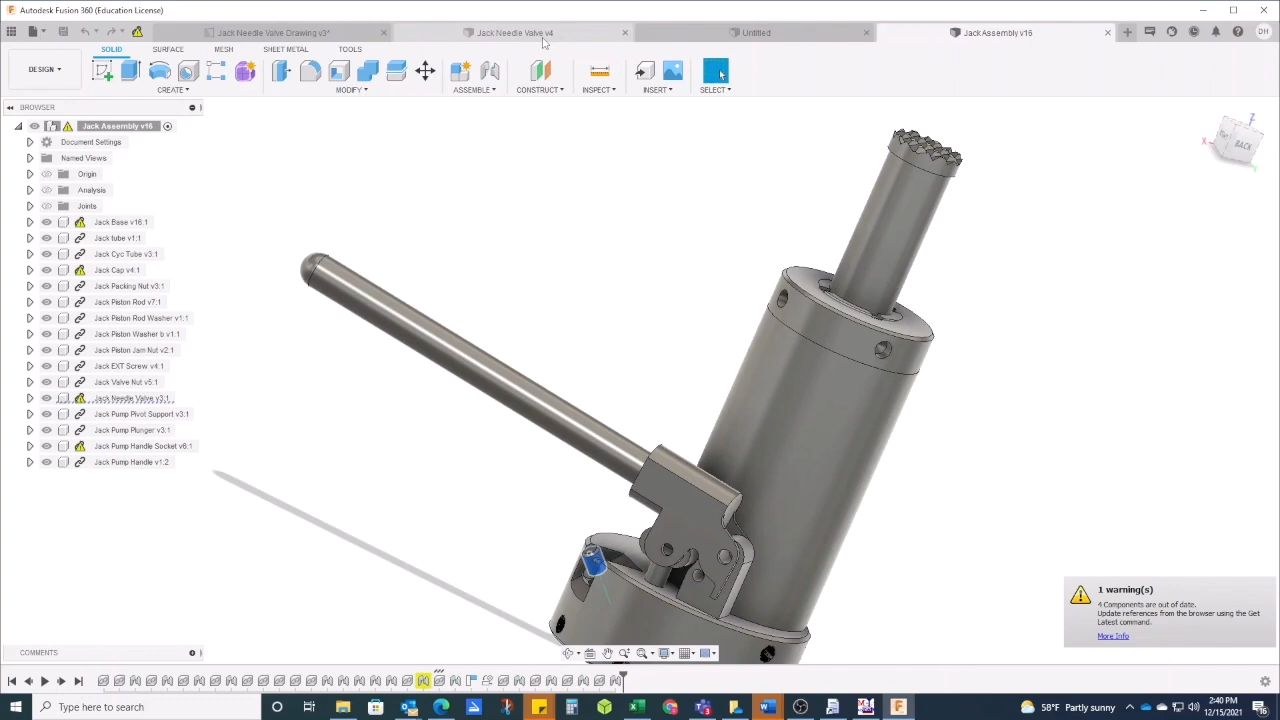 Autodesk Fusion 360 (Education License)
Jack Needle Valve Drawing v3*
Jack Needle Valve v4
Untitled
Jack Assembly v16
DH
SOLID
SURFACE
MESH
SHEET METAL
TOOLS
DESIGN
CREATE
MODIFY
ASSEMBLE
CONSTRUCT
INSPECT
INSERT
SELECT
BROWSER
Jack Assembly v16
Document Settings
Named Views
Origin
Analysis
Joints
Jack Base v16:1
Jack tube v1:1
Jack Cyc Tube v3:1
Jack Cap v4:1
Jack Packing Nut v3:1
Jack Piston Rod v7:1
Jack Piston Rod Washer v1:1
Jack Piston Washer b v1:1
Jack Piston Jam Nut v2:1
Jack EXT Screw v4:1
Jack Valve Nut v5:1
Jack Needle Valve v3:1
Jack Pump Pivot Support v3:1
Jack Pump Plunger v3:1
Jack Pump Handle Socket v6:1
Jack Pump Handle v1:2
Z
X
BACK
1 warning(s)
4 Components are out of date.
Update references from the browser using the Get
Latest command.
More Info
COMMENTS
Type here to search
58°F Partly sunny
2:40 PM
12/15/2021